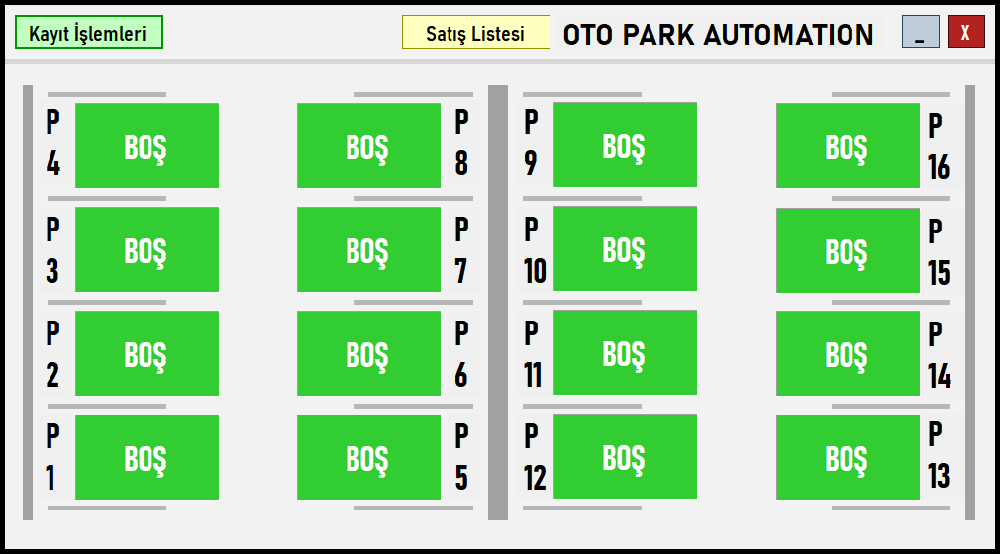 Kayıt İşlemleri
Satış Listesi
OTO PARK AUTOMATION
_
X
P
4
BOŞ
BOŞ
P
8
P
9
BOŞ
BOŞ
P
16
P
3
BOŞ
BOŞ
P
7
P
10
BOŞ
BOŞ
P
15
P
2
BOŞ
BOŞ
P
6
P
11
BOŞ
BOŞ
P
14
P
1
BOŞ
BOŞ
P
5
P
12
BOŞ
BOŞ
P
13